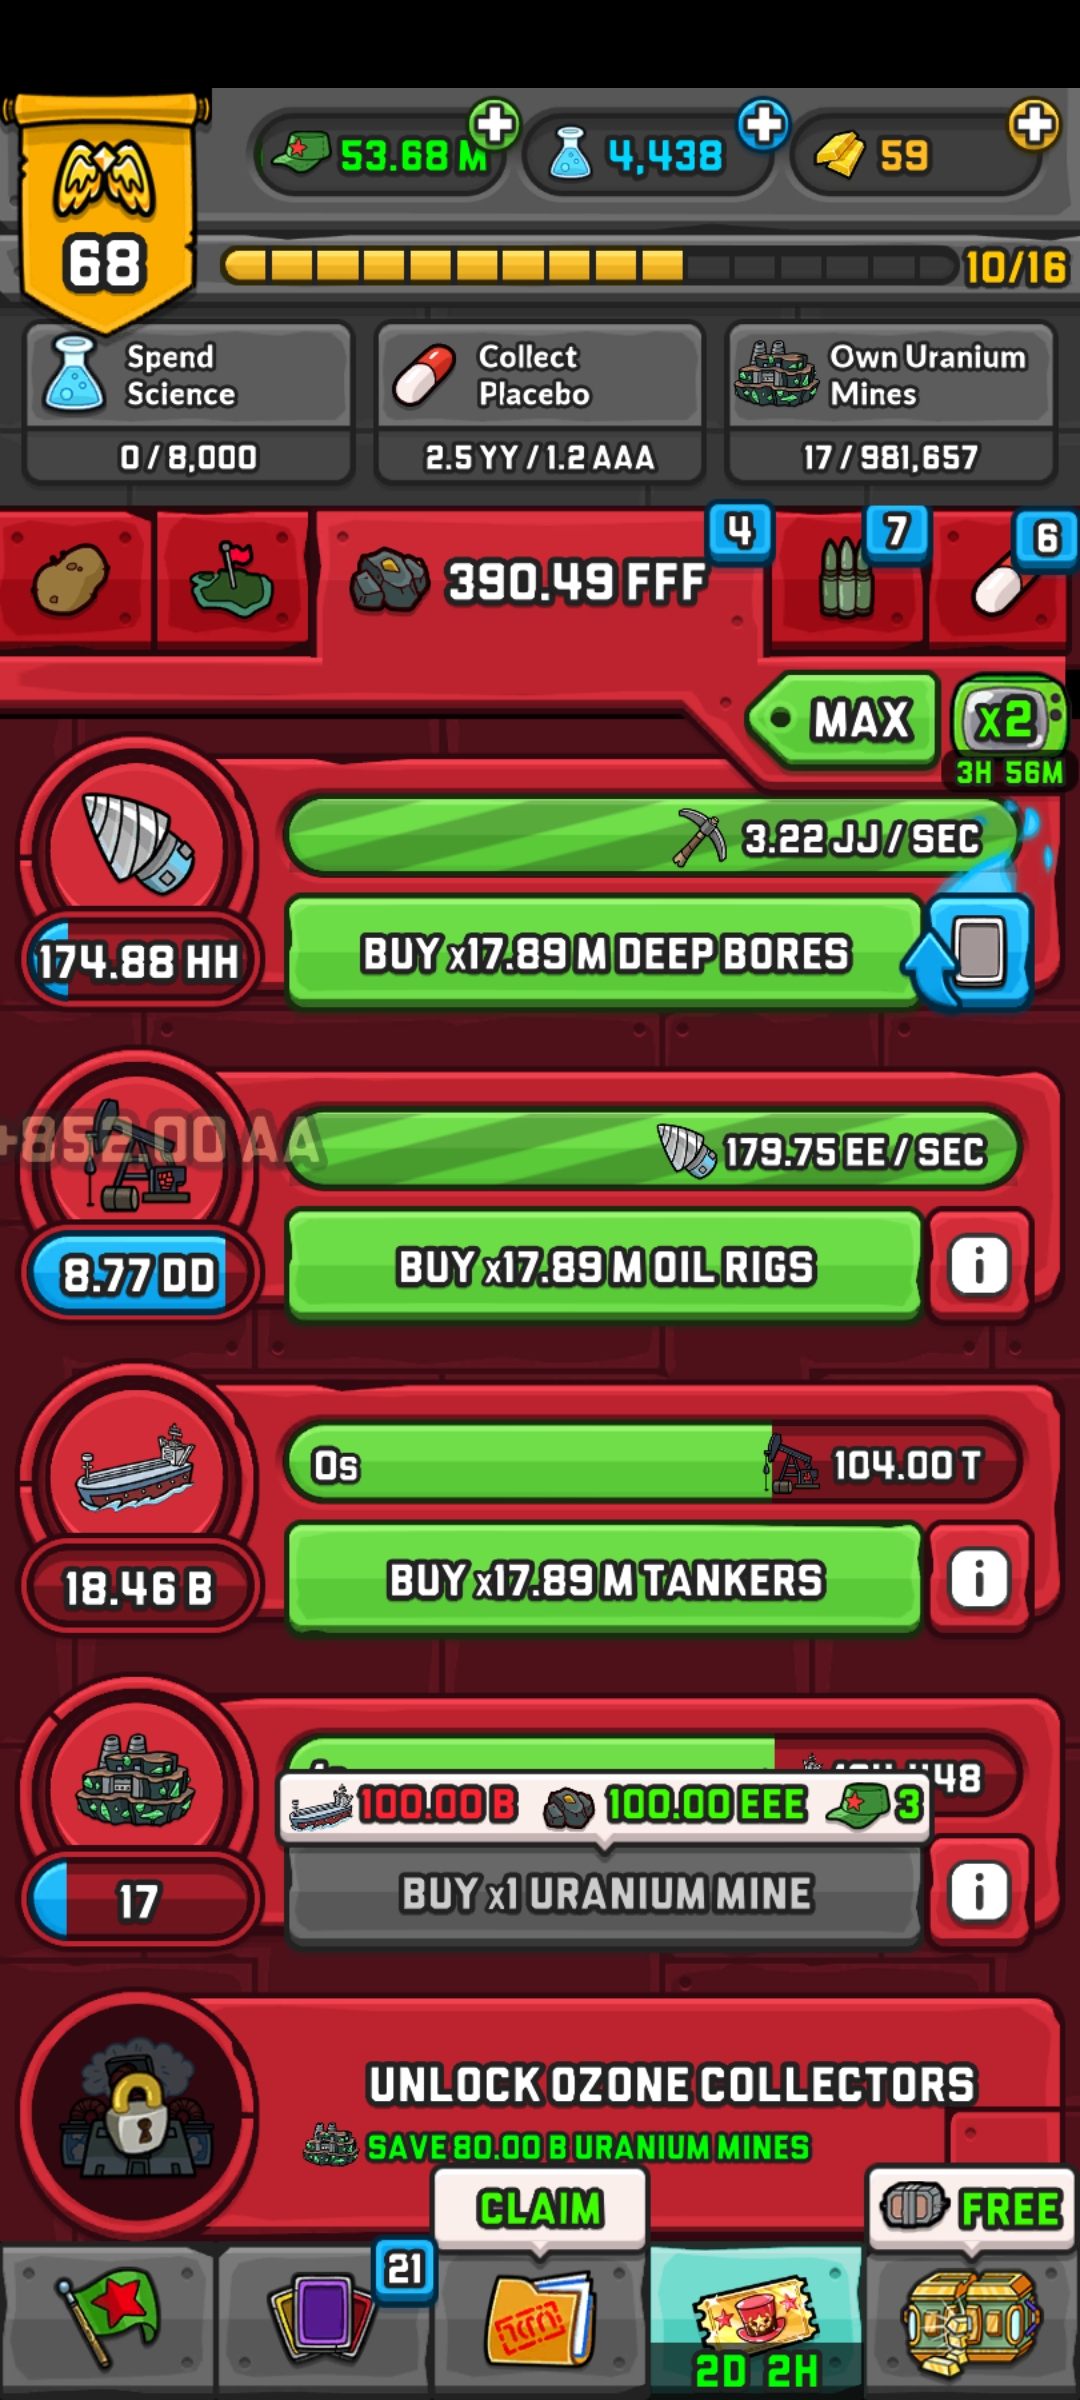 53.68 M
4,438
59
68
10/16
Spend
Science
0 / 8,000
Collect
Placebo
2.5 YY / 1.2 AAA
Own Uranium
Mines
17 / 981,657
390.49 FFF
4
7
6
MAX
x2
3H 56M
3.22 JJ / SEC
174.88 HH
BUY x17.89 M DEEP BORES
+852.00 AA
179.75 EE / SEC
8.77 DD
BUY x17.89 M OIL RIGS
i
0s
104.00 T
18.46 B
BUY x17.89 M TANKERS
i
100.00 B
100.00 EEE
3
17
BUY x1 URANIUM MINE
i
UNLOCK OZONE COLLECTORS
SAVE 80.00 B URANIUM MINES
CLAIM
FREE
21
2D 2H